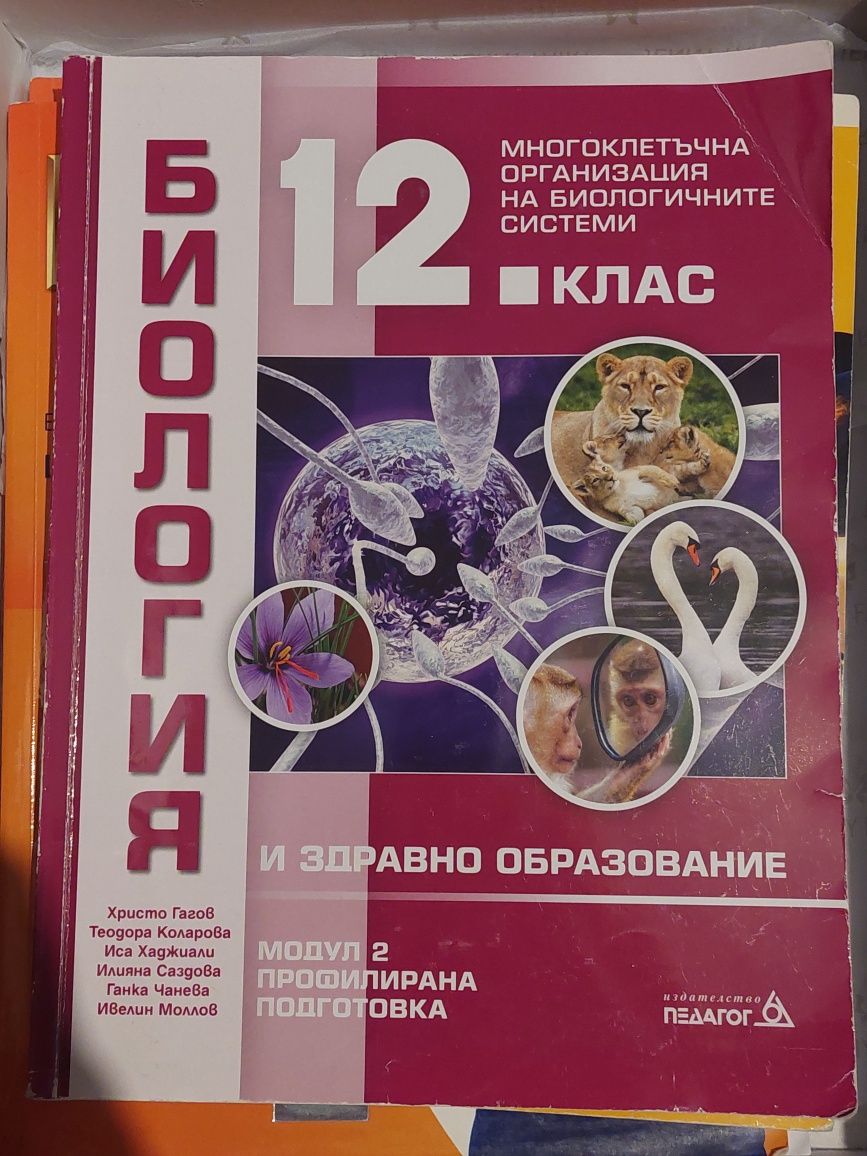 БИОЛОГИЯ
12
МНОГОКЛЕТЪЧНА
ОРГАНИЗАЦИЯ
НА БИОЛОГИЧНИТЕ
СИСТЕМИ
КЛАС
И ЗДРАВНО ОБРАЗОВАНИЕ
Христо Гагов
Теодора Коларова
Иса Хаджиали
Илияна Саздова
Ганка Чанева
Ивелин Моллов
МОДУЛ 2
ПРОФИЛИРАНА
ПОДГОТОВКА
издателство
ПЕДАГОГ 6